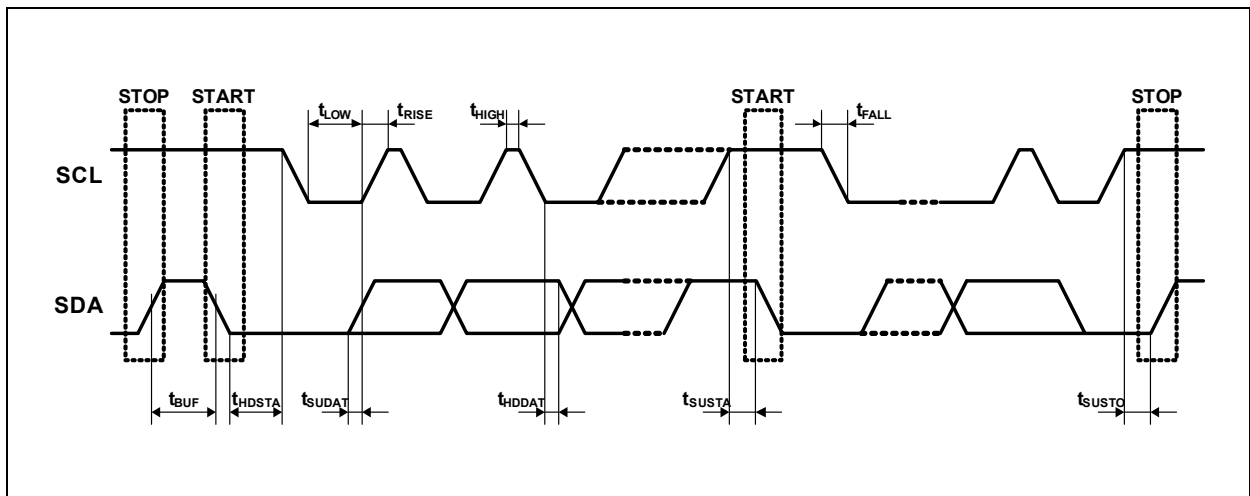 STOP START START STOP
tLOW tRISE tHIGH tFALL
SCL
SDA
tBUF tHDSTA tSUDAT tHDDAT tSUSTA tSUSTO